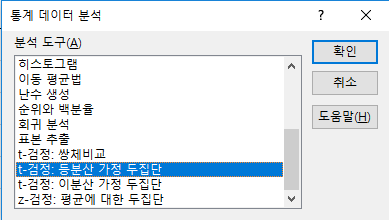 통계 데이터 분석
? ×
분석 도구(A)
히스토그램
이동 평균법
난수 생성
순위와 백분율
회귀 분석
표본 추출
t-검정: 쌍체비교
t-검정: 등분산 가정 두집단
t-검정: 이분산 가정 두집단
z-검정: 평균에 대한 두집단
확인
취소
도움말(H)